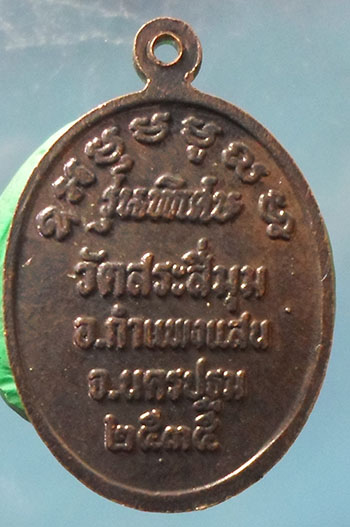 รุ่นพิเศษ
วัดสระสี่มุม
อ.กำแพงแสน
จ.นครปฐม
๒๕๓๕